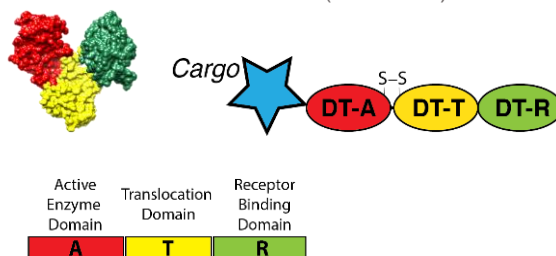 Cargo
S–S
DT-A
DT-T
DT-R
Active
Enzyme
Domain
Translocation
Domain
Receptor
Binding
Domain
A
T
R